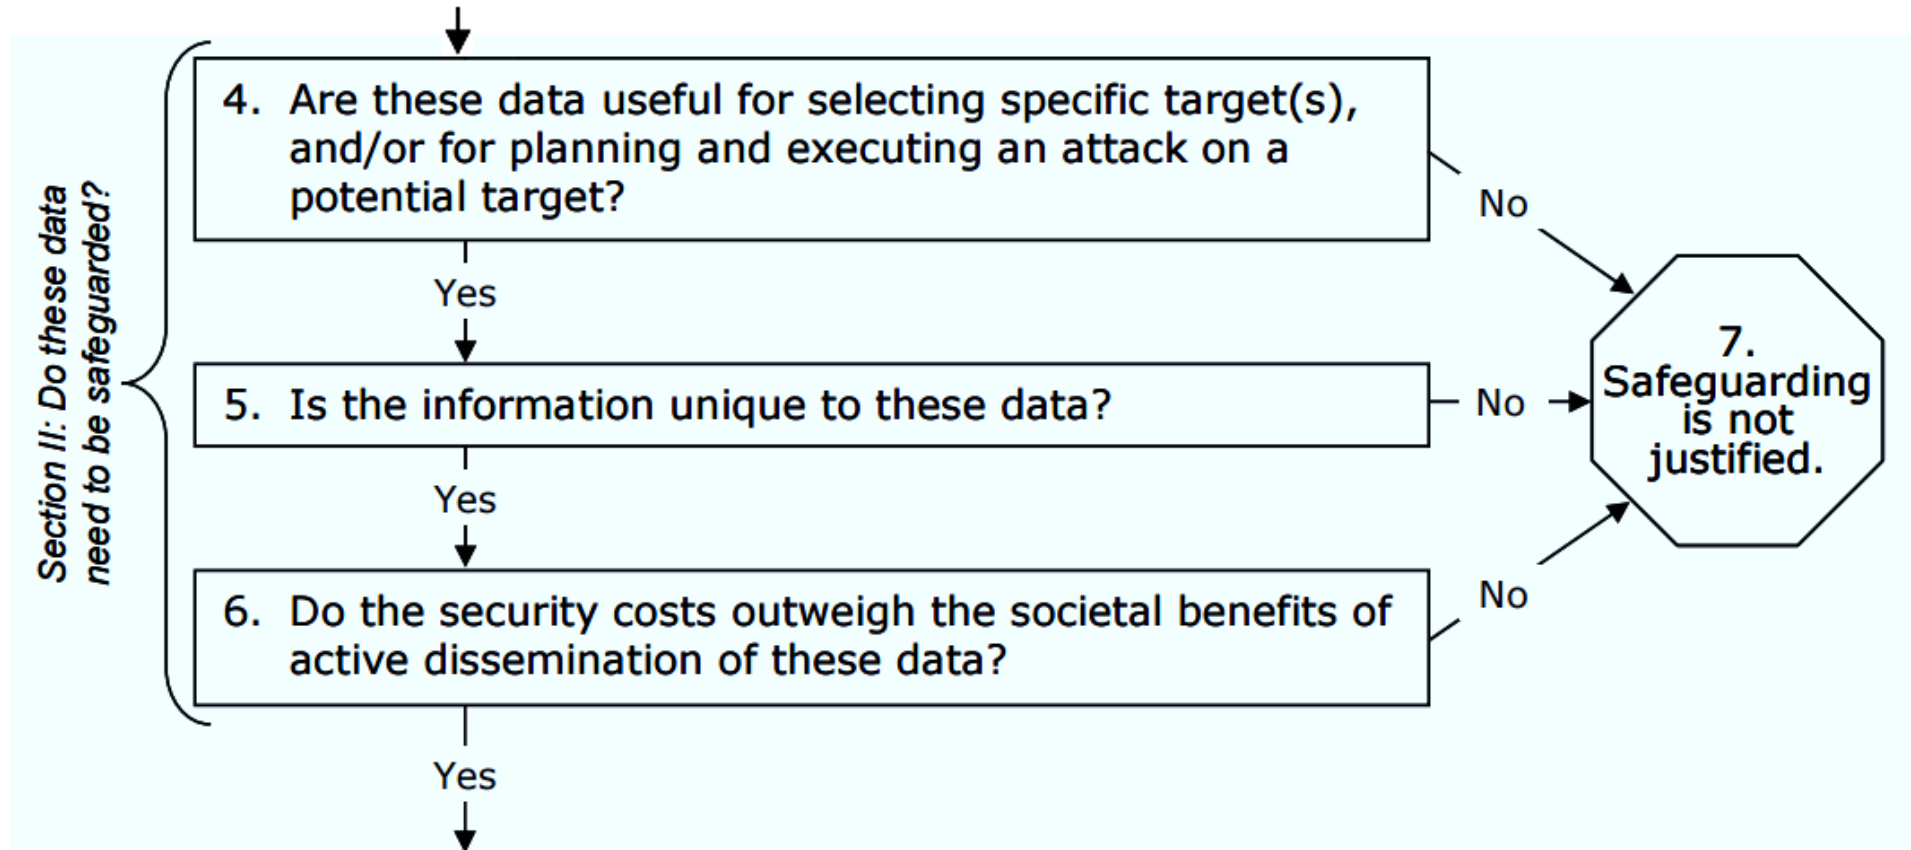 Section II: Do these data
need to be safeguarded?
4. Are these data useful for selecting specific target(s),
and/or for planning and executing an attack on a
potential target?
No
Yes
5. Is the information unique to these data?
No
7.
Safeguarding
is not
justified.
Yes
6. Do the security costs outweigh the societal benefits of
active dissemination of these data?
No
Yes